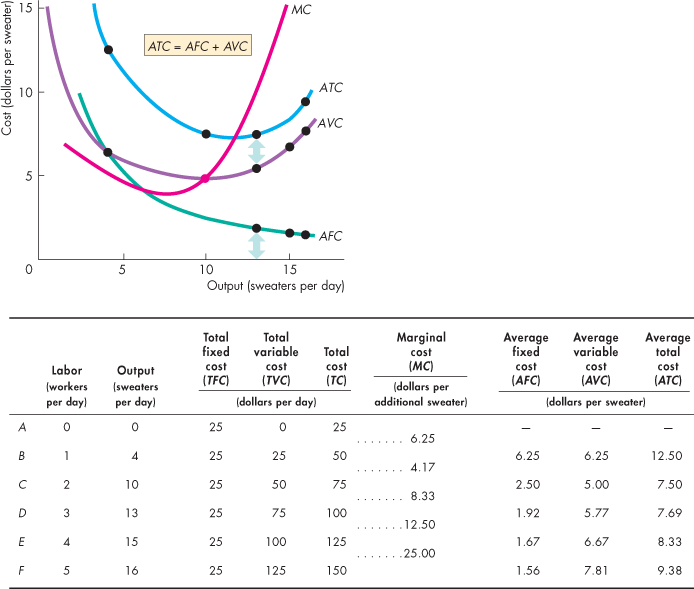 Cost (dollars per sweater)
15
10
5
0
MC
ATC = AFC + AVC
ATC
AVC
AFC
5
10
15
Output (sweaters per day)
Labor
(workers
per day)
Output
(sweaters
per day)
Total
fixed
cost
(TFC)
Total
variable
cost
(TVC)
Total
cost
(TC)
(dollars per day)
Marginal
cost
(MC)
(dollars per
additional sweater)
Average
fixed
cost
(AFC)
Average
variable
cost
(AVC)
Average
total
cost
(ATC)
(dollars per sweater)
A 0 0 25 0 25 — — —
. . . . . . . 6.25
B 1 4 25 25 50 6.25 6.25 12.50
. . . . . . . 4.17
C 2 10 25 50 75 2.50 5.00 7.50
. . . . . . . 8.33
D 3 13 25 75 100 1.92 5.77 7.69
. . . . . . . 12.50
E 4 15 25 100 125 1.67 6.67 8.33
. . . . . . . 25.00
F 5 16 25 125 150 1.56 7.81 9.38